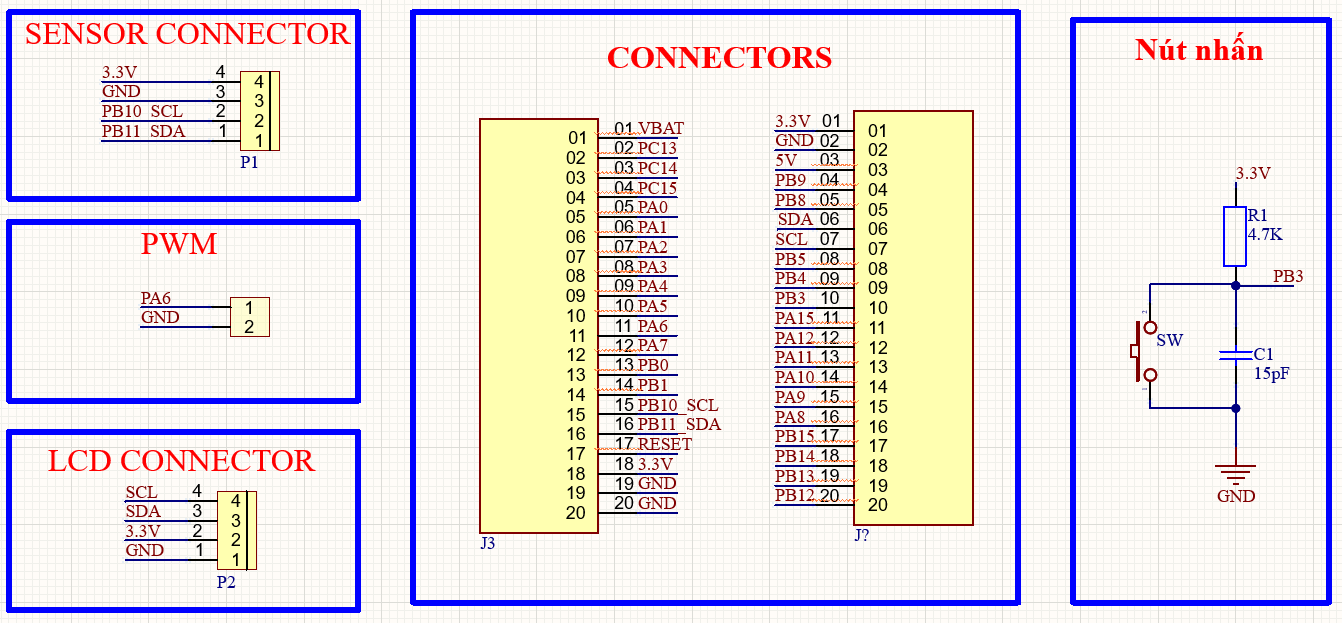 SENSOR CONNECTOR
3.3V 4 4
GND 3 3
PB10_SCL 2 2
PB11_SDA 1 1
P1
PWM
PA6 1
GND 2
LCD CONNECTOR
SCL 4 4
SDA 3 3
3.3V 2 2
GND 1 1
P2
CONNECTORS
01 01 VBAT
02 02 PC13
03 03 PC14
04 04 PC15
05 05 PA0
06 06 PA1
07 07 PA2
08 08 PA3
09 09 PA4
10 10 PA5
11 11 PA6
12 12 PA7
13 13 PB0
14 14 PB1
15 15 PB10_SCL
16 16 PB11_SDA
17 17 RESET
18 18 3.3V
19 19 GND
20 20 GND
J3
3.3V 01 01
GND 02 02
5V 03 03
PB9 04 04
PB8 05 05
SDA 06 06
SCL 07 07
PB5 08 08
PB4 09 09
PB3 10 10
PA15 11 11
PA12 12 12
PA11 13 13
PA10 14 14
PA9 15 15
PA8 16 16
PB15 17 17
PB14 18 18
PB13 19 19
PB12 20 20
J?
Nút nhấn
3.3V
R1
4.7K
PB3
2
SW
1
C1
15pF
GND